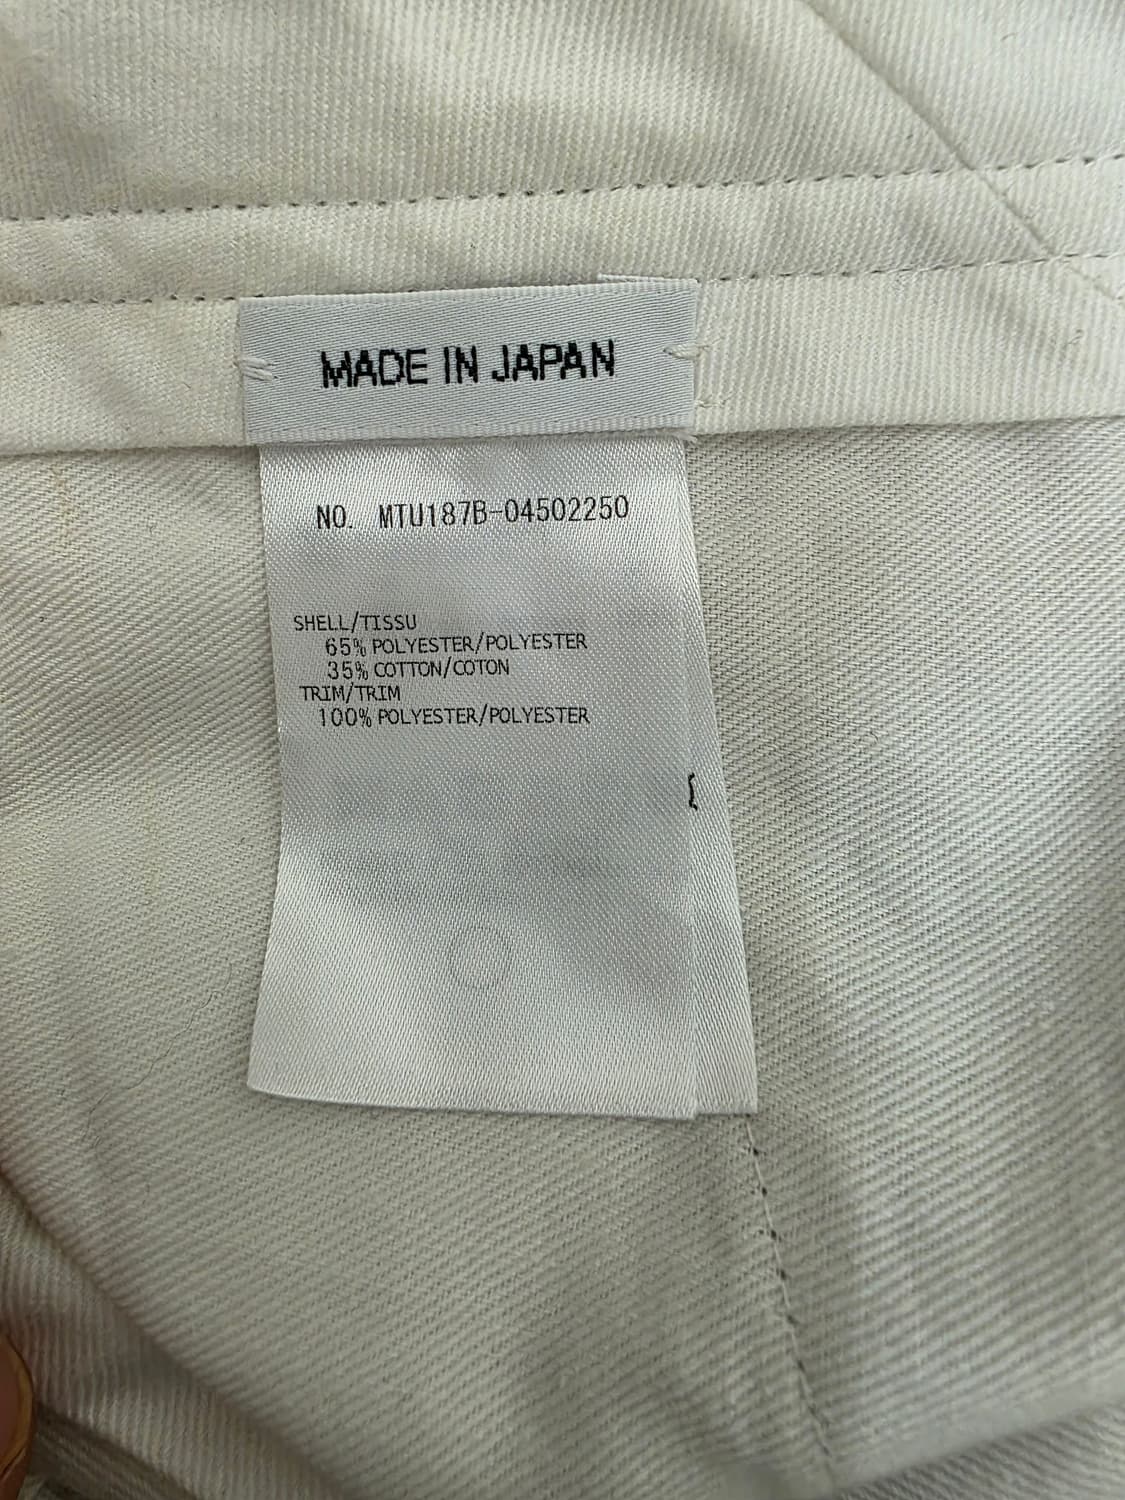 MADE IN JAPAN
NO. MTU187B-04502250
SHELL/TISSU
65% POLYESTER/POLYESTER
35% COTTON/COTON
TRIM/TRIM
100% POLYESTER/POLYESTER